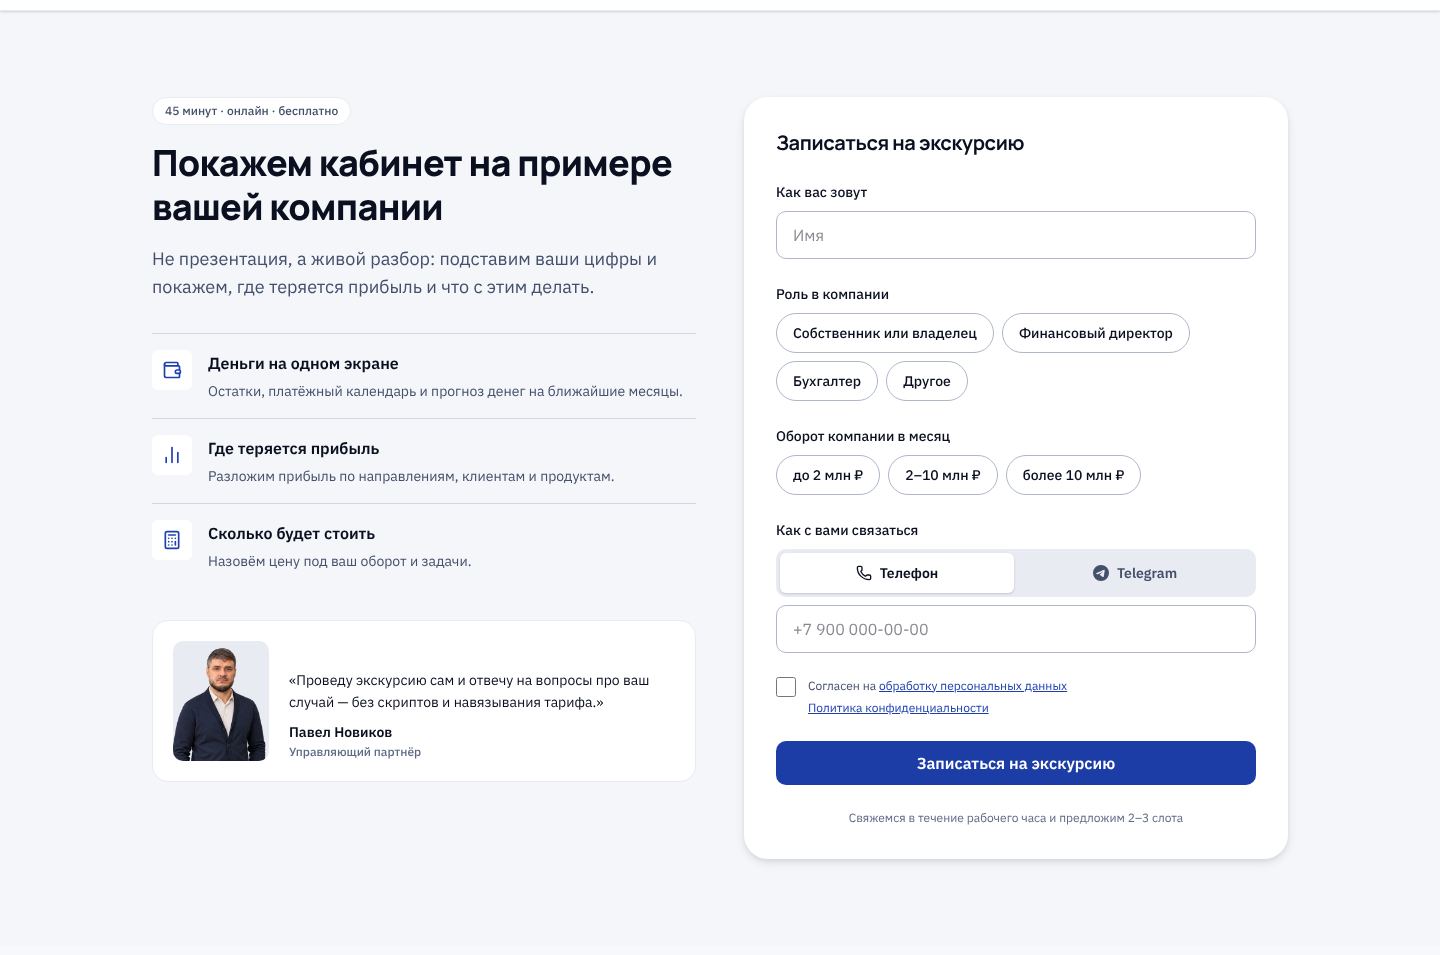 45 минут · онлайн · бесплатно
Покажем кабинет на примере
вашей компании
Не презентация, а живой разбор: подставим ваши цифры и
покажем, где теряется прибыль и что с этим делать.
Деньги на одном экране
Остатки, платёжный календарь и прогноз денег на ближайшие месяцы.
Где теряется прибыль
Разложим прибыль по направлениям, клиентам и продуктам.
Сколько будет стоить
Назовём цену под ваш оборот и задачи.
«Проведу экскурсию сам и отвечу на вопросы про ваш
случай — без скриптов и навязывания тарифа.»
Павел Новиков
Управляющий партнёр
Записаться на экскурсию
Как вас зовут
Имя
Роль в компании
Собственник или владелец
Финансовый директор
Бухгалтер
Другое
Оборот компании в месяц
до 2 млн ₽
2–10 млн ₽
более 10 млн ₽
Как с вами связаться
Телефон
Telegram
+7 900 000-00-00
Согласен на обработку персональных данных
Политика конфиденциальности
Записаться на экскурсию
Свяжемся в течение рабочего часа и предложим 2–3 слота